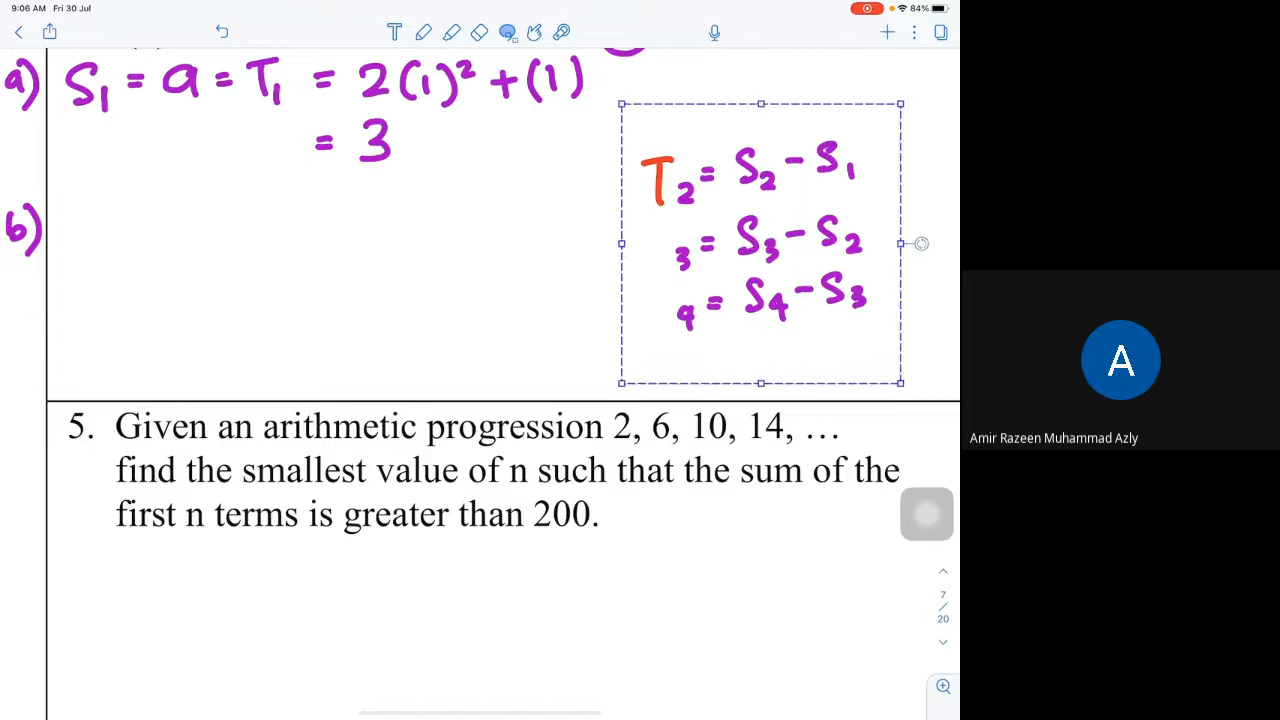 9:06 AM Fri 30 Jul
84%
a) S₁ = a = T₁ = 2(1)² + (1)
= 3
T₂ = S₂ - S₁
₃ = S₃ - S₂
₄ = S₄ - S₃
b)
5. Given an arithmetic progression 2, 6, 10, 14, …
find the smallest value of n such that the sum of the
first n terms is greater than 200.
7
/
20
A
Amir Razeen Muhammad Azly